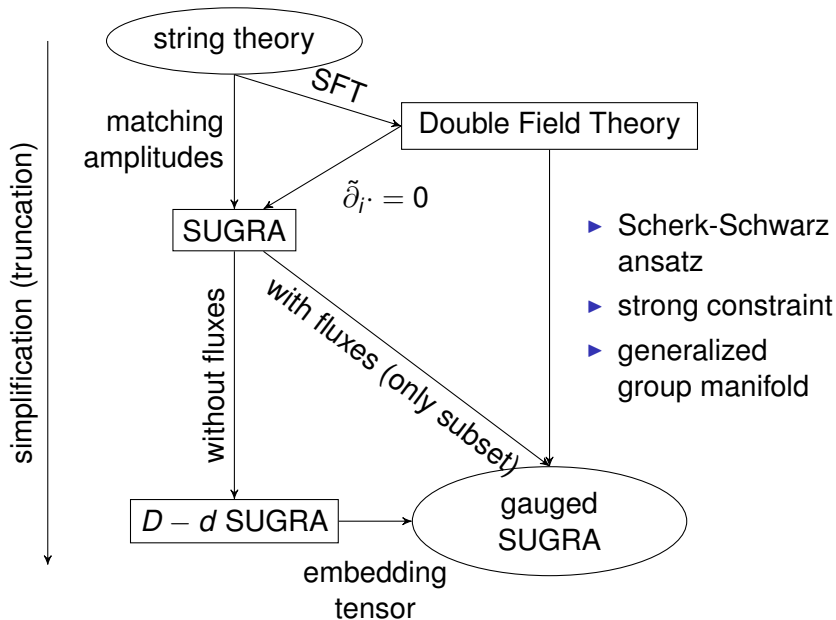 string theory
SFT
matching
amplitudes
Double Field Theory
∂̃ᵢ· = 0
SUGRA
simplification (truncation)
without fluxes
with fluxes (only subset)
► Scherk-Schwarz
ansatz
► strong constraint
► generalized
group manifold
D − d SUGRA
gauged
SUGRA
embedding
tensor